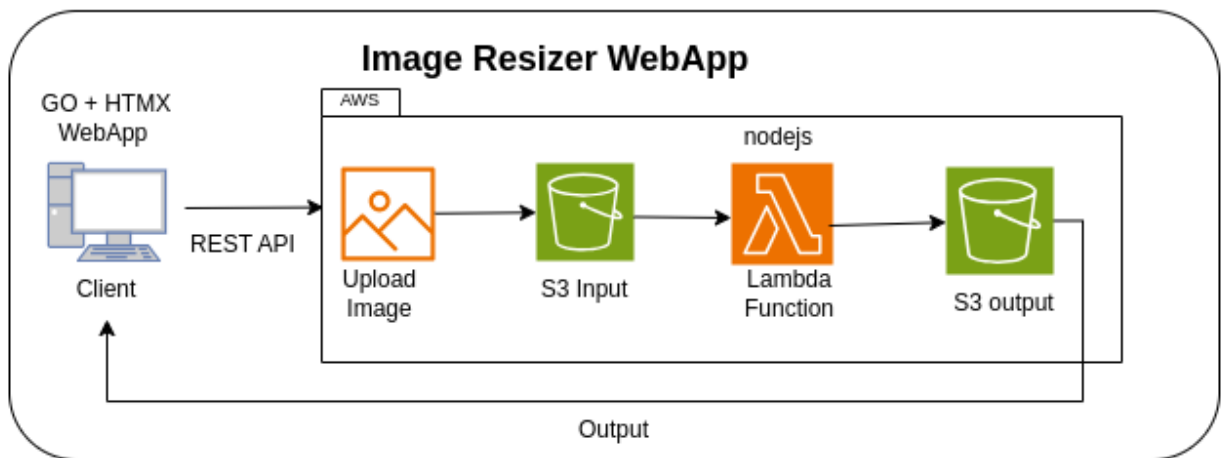 Image Resizer WebApp
GO + HTMX
WebApp
AWS
nodejs
REST API
Client
Upload
Image
S3 Input
Lambda
Function
S3 output
Output